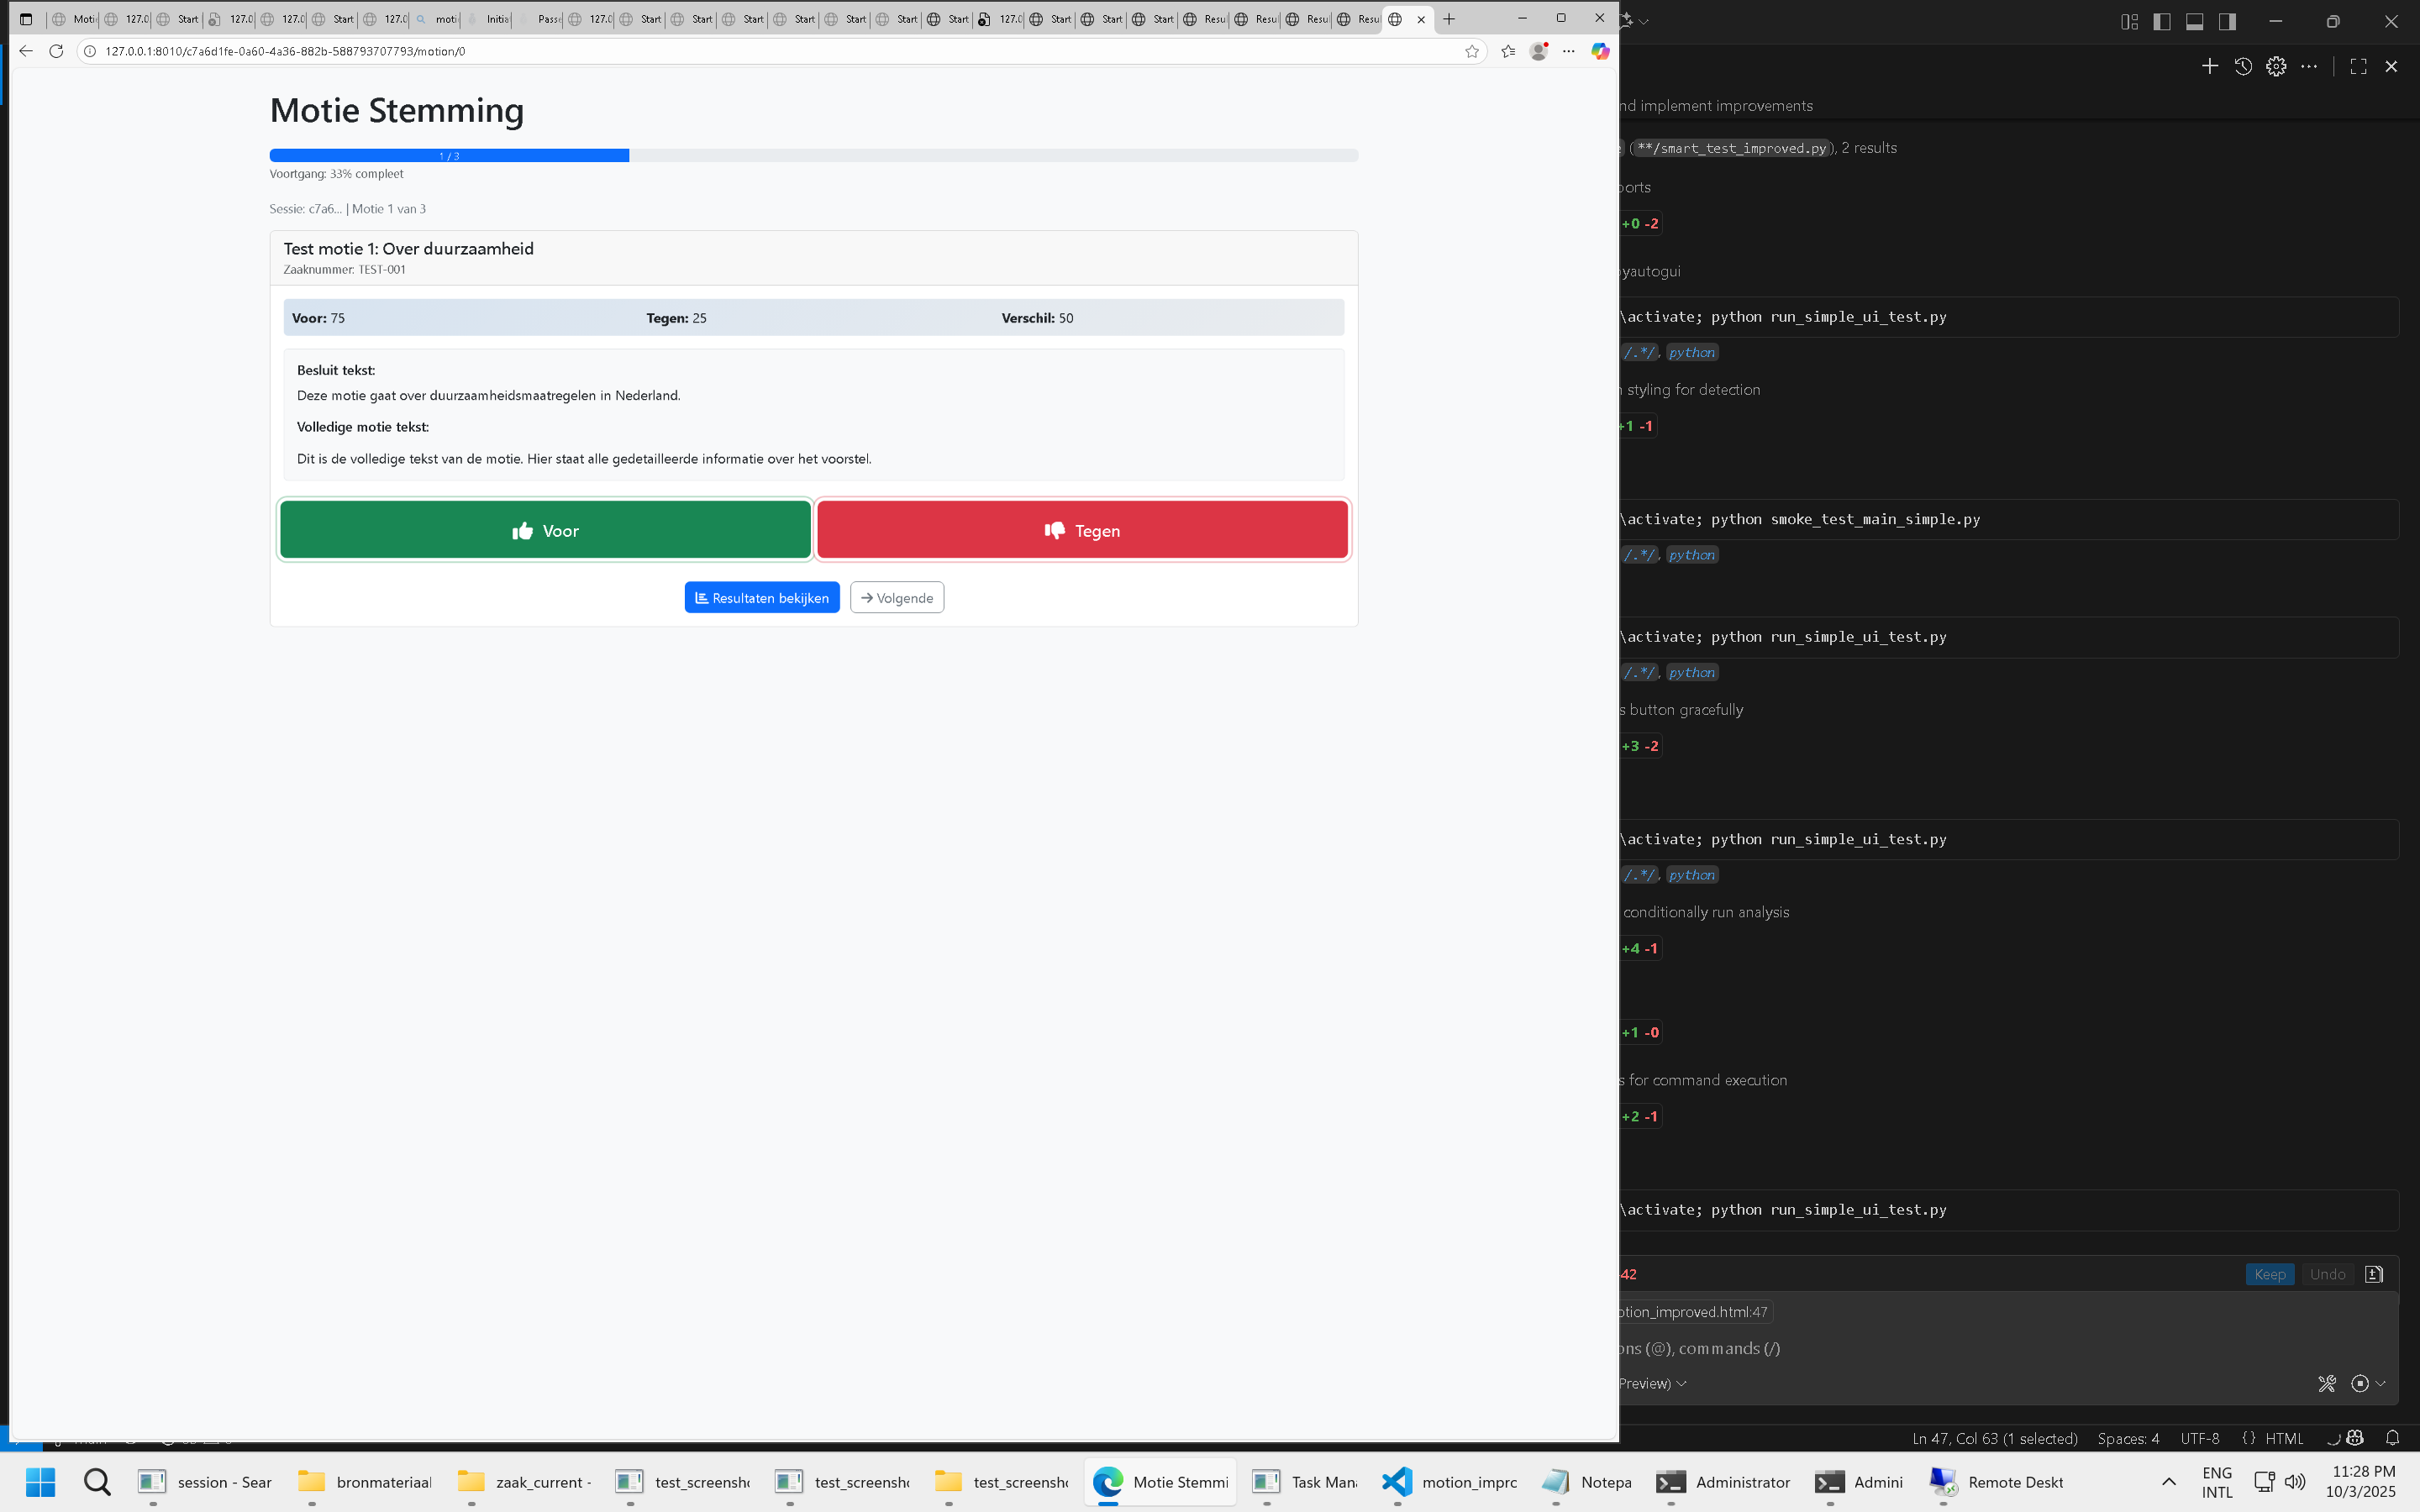 Moti 127.0 Start 127.0 127.0 Start 127.0 moti Initia Passe 127.0 Start Start Start Start Start Start Start 127.0 Start Start Start Resu Resu Resu Resu
127.0.0.1:8010/c7a6d1fe-0a60-4a36-882b-588793707793/motion/0
Motie Stemming
1 / 3
Voortgang: 33% compleet
Sessie: c7a6... | Motie 1 van 3
Test motie 1: Over duurzaamheid
Zaaknummer: TEST-001
Voor: 75 Tegen: 25 Verschil: 50
Besluit tekst:
Deze motie gaat over duurzaamheidsmaatregelen in Nederland.
Volledige motie tekst:
Dit is de volledige tekst van de motie. Hier staat alle gedetailleerde informatie over het voorstel.
Voor Tegen
Resultaten bekijken Volgende
nd implement improvements
(**/smart_test_improved.py), 2 results
ports
+0 -2
pyautogui
\activate; python run_simple_ui_test.py
/.*/, python
n styling for detection
+1 -1
\activate; python smoke_test_main_simple.py
/.*/, python
\activate; python run_simple_ui_test.py
/.*/, python
s button gracefully
+3 -2
\activate; python run_simple_ui_test.py
/.*/, python
conditionally run analysis
+4 -1
+1 -0
s for command execution
+2 -1
\activate; python run_simple_ui_test.py
-42 Keep Undo
otion_improved.html:47
ons (@), commands (/)
Preview)
Ln 47, Col 63 (1 selected) Spaces: 4 UTF-8 {} HTML
session - Sear bronmateriaal zaak_current - test_screensho test_screensho test_screensho Motie Stemmi Task Mana motion_impro Notepa Administrator Admini Remote Deskt
ENG
INTL
11:28 PM
10/3/2025